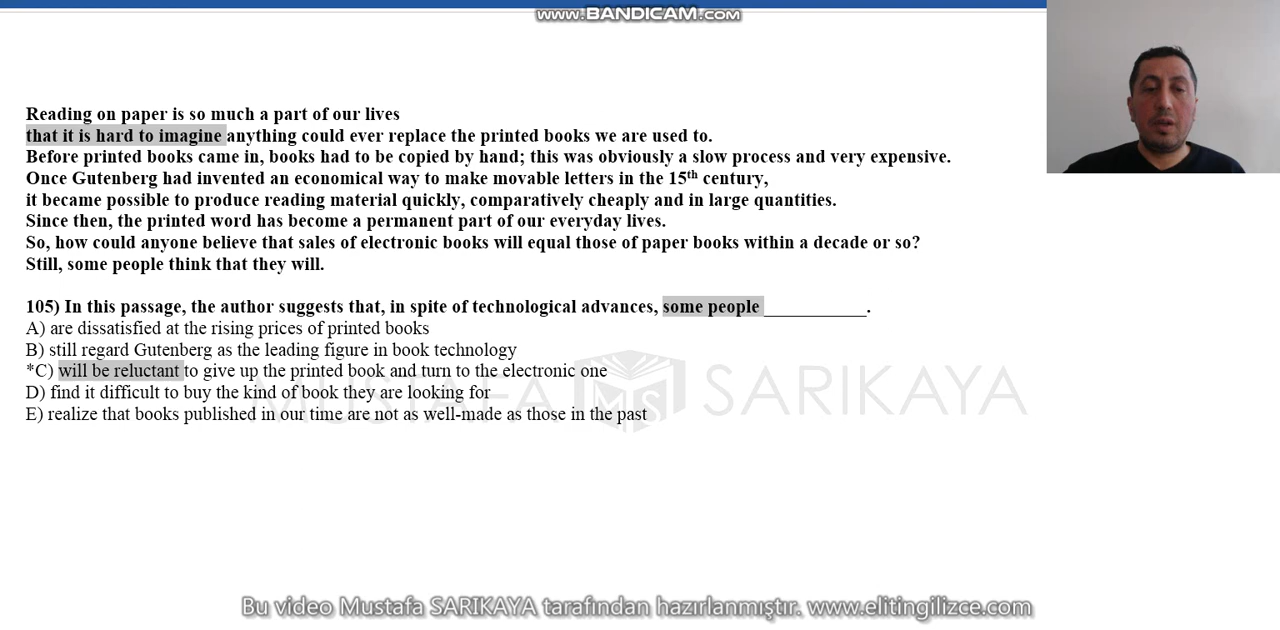 www.BANDICAM.com
Reading on paper is so much a part of our lives
that it is hard to imagine anything could ever replace the printed books we are used to.
Before printed books came in, books had to be copied by hand; this was obviously a slow process and very expensive.
Once Gutenberg had invented an economical way to make movable letters in the 15th century,
it became possible to produce reading material quickly, comparatively cheaply and in large quantities.
Since then, the printed word has become a permanent part of our everyday lives.
So, how could anyone believe that sales of electronic books will equal those of paper books within a decade or so?
Still, some people think that they will.
105) In this passage, the author suggests that, in spite of technological advances, some people ___________.
A) are dissatisfied at the rising prices of printed books
B) still regard Gutenberg as the leading figure in book technology
*C) will be reluctant to give up the printed book and turn to the electronic one
D) find it difficult to buy the kind of book they are looking for
E) realize that books published in our time are not as well-made as those in the past
MUSTAFA MS SARIKAYA
Bu video Mustafa SARIKAYA tarafından hazırlanmıştır. www.elitingilizce.com